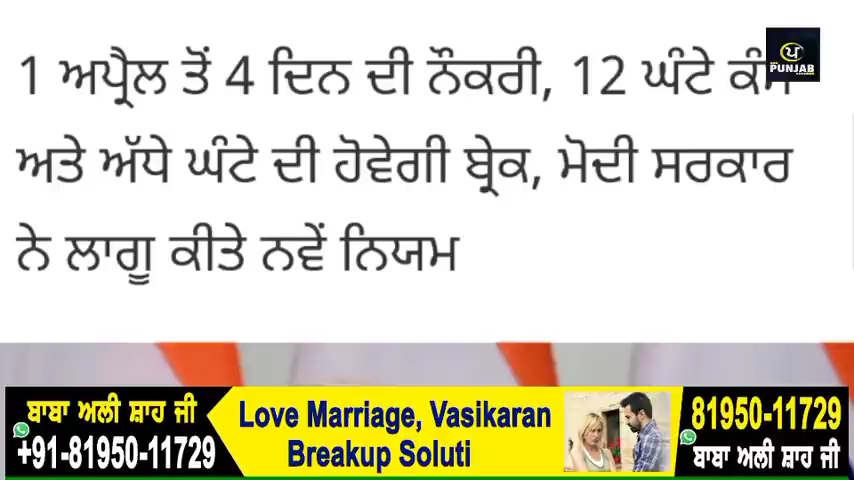 1 ਅਪ੍ਰੈਲ ਤੋਂ 4 ਦਿਨ ਦੀ ਨੌਕਰੀ, 12 ਘੰਟੇ
ਅਤੇ ਅੱਧੇ ਘੰਟੇ ਦੀ ਹੋਵੇਗੀ ਬ੍ਰੇਕ, ਮੋਦੀ ਸਰਕਾਰ
ਨੇ ਲਾਗੂ ਕੀਤੇ ਨਵੇਂ ਨਿਯਮ
ਪ
PUNJAB
ਬਾਬਾ ਅਲੀ ਸ਼ਾਹ ਜੀ
+91-81950-11729
Love Marriage, Vasikaran
Breakup Soluti
81950-11729
ਬਾਬਾ ਅਲੀ ਸ਼ਾਹ ਜੀ